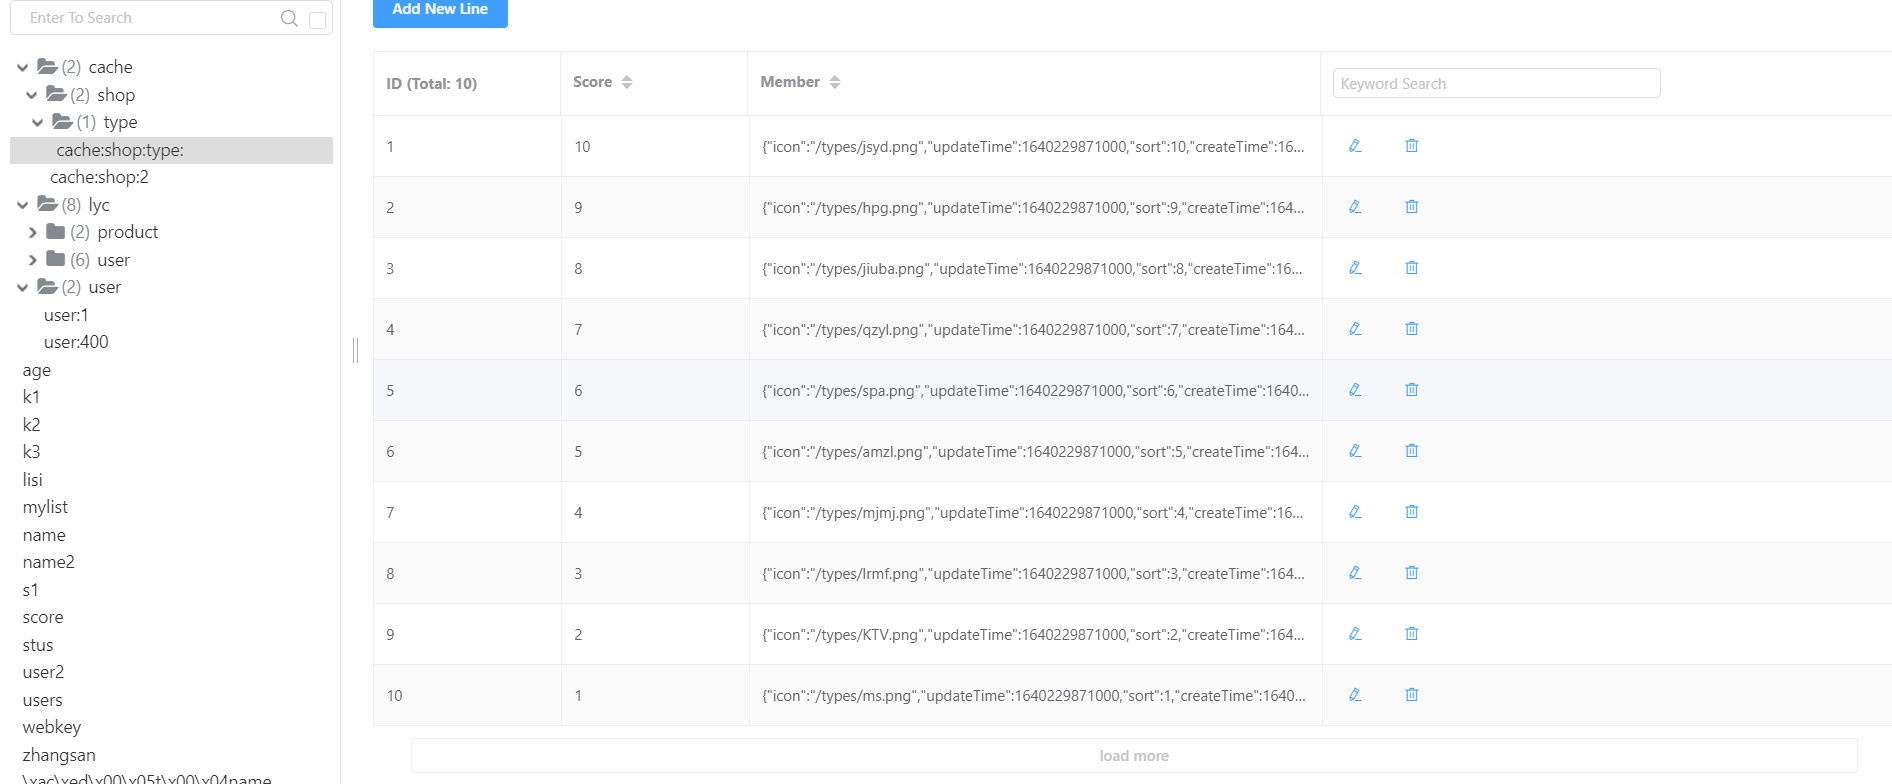 Enter To Search
(2) cache
(2) shop
(1) type
cache:shop:type:
cache:shop:2
(8) lyc
(2) product
(6) user
(2) user
user:1
user:400
age
k1
k2
k3
lisi
mylist
name
name2
s1
score
stus
user2
users
webkey
zhangsan
\xac\xed\x00\x05t\x00\x04name
Add New Line
ID (Total: 10) Score Member Keyword Search
1 10 {"icon":"/types/jsyd.png","updateTime":1640229871000,"sort":10,"createTime":16...
2 9 {"icon":"/types/hpg.png","updateTime":1640229871000,"sort":9,"createTime":164...
3 8 {"icon":"/types/jiuba.png","updateTime":1640229871000,"sort":8,"createTime":16...
4 7 {"icon":"/types/qzyl.png","updateTime":1640229871000,"sort":7,"createTime":164...
5 6 {"icon":"/types/spa.png","updateTime":1640229871000,"sort":6,"createTime":1640...
6 5 {"icon":"/types/amzl.png","updateTime":1640229871000,"sort":5,"createTime":164...
7 4 {"icon":"/types/mjmj.png","updateTime":1640229871000,"sort":4,"createTime":16...
8 3 {"icon":"/types/lrmf.png","updateTime":1640229871000,"sort":3,"createTime":164...
9 2 {"icon":"/types/KTV.png","updateTime":1640229871000,"sort":2,"createTime":164...
10 1 {"icon":"/types/ms.png","updateTime":1640229871000,"sort":1,"createTime":1640...
load more